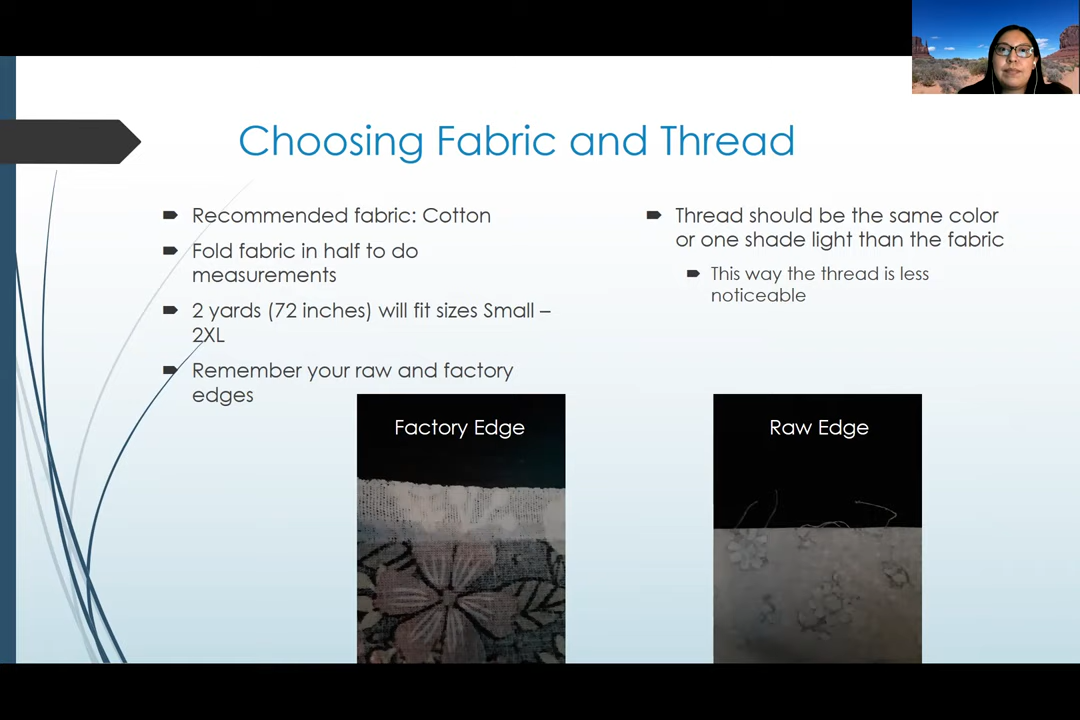 Choosing Fabric and Thread
Recommended fabric: Cotton
Fold fabric in half to do
measurements
2 yards (72 inches) will fit sizes Small –
2XL
Remember your raw and factory
edges
Thread should be the same color
or one shade light than the fabric
This way the thread is less
noticeable
Factory Edge
Raw Edge